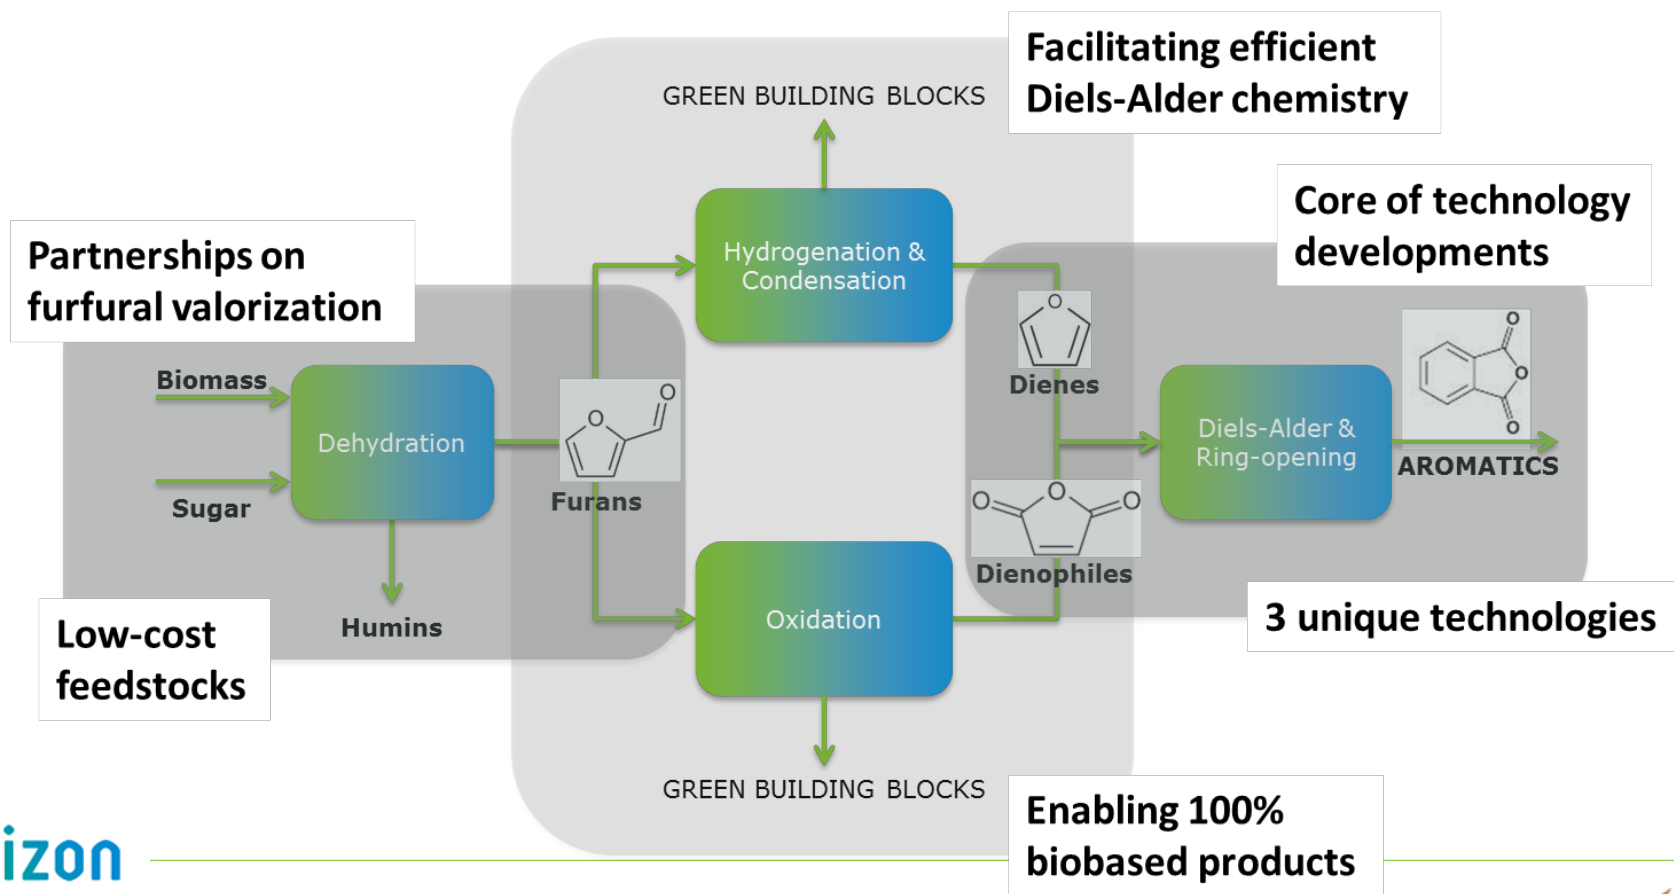 Facilitating efficient
Diels-Alder chemistry
GREEN BUILDING BLOCKS
Core of technology
developments
Partnerships on
furfural valorization
Hydrogenation &
Condensation
Biomass
Dehydration
Sugar
Humins
O
O
Furans
O
Dienes
O
O
O
Dienophiles
Diels-Alder &
Ring-opening
O
O
O
AROMATICS
Low-cost
feedstocks
Oxidation
3 unique technologies
GREEN BUILDING BLOCKS
Enabling 100%
biobased products
izon